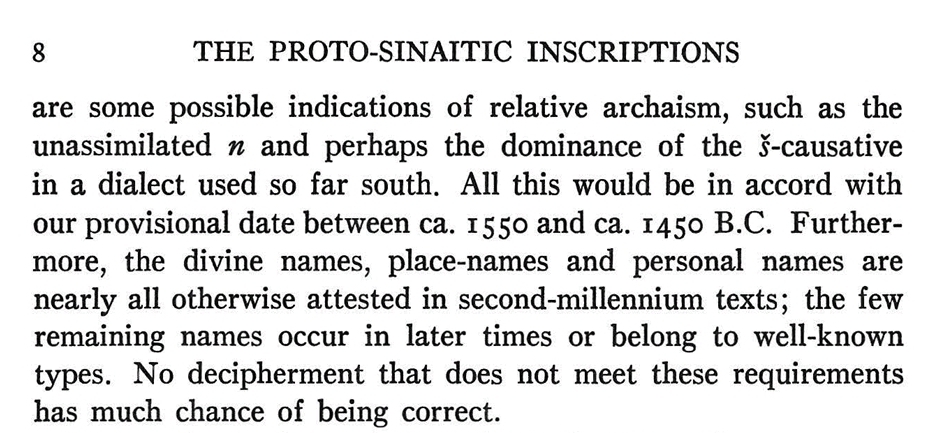 8 THE PROTO-SINAITIC INSCRIPTIONS
are some possible indications of relative archaism, such as the
unassimilated n and perhaps the dominance of the š-causative
in a dialect used so far south. All this would be in accord with
our provisional date between ca. 1550 and ca. 1450 B.C. Further-
more, the divine names, place-names and personal names are
nearly all otherwise attested in second-millennium texts; the few
remaining names occur in later times or belong to well-known
types. No decipherment that does not meet these requirements
has much chance of being correct.